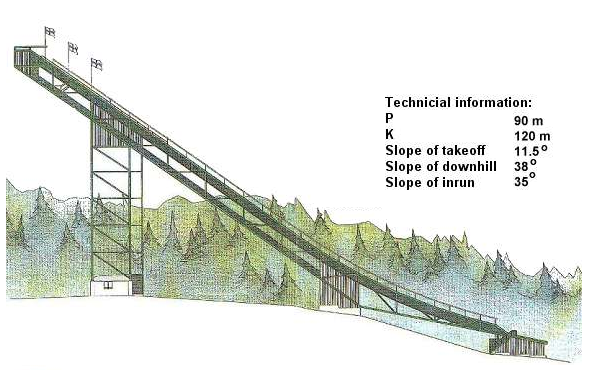 Technicial information:
P 90 m
K 120 m
Slope of takeoff 11.5°
Slope of downhill 38°
Slope of inrun 35°